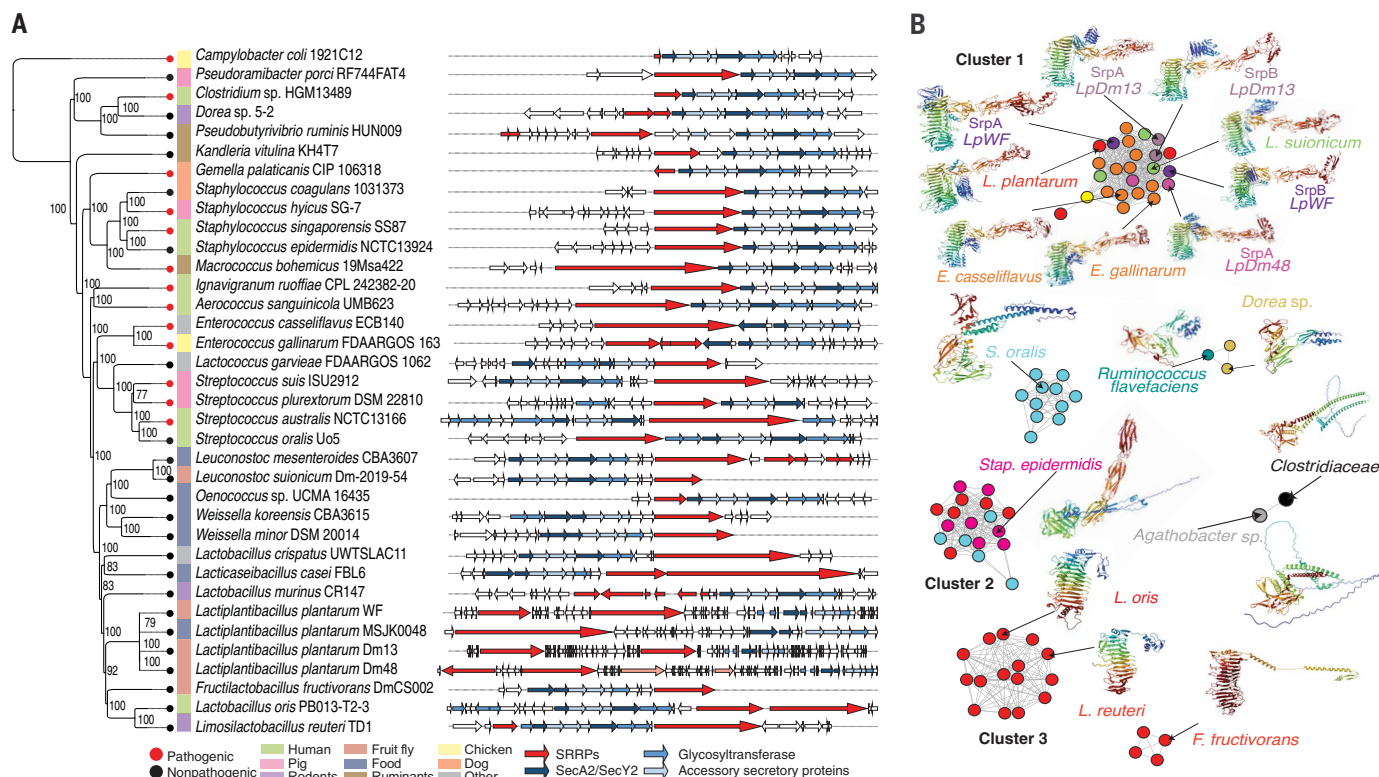 A
Campylobacter coli 1921C12
Pseudoramibacter porci RF744FAT4
Clostridium sp. HGM13489
Dorea sp. 5-2
Pseudobutyrivibrio ruminis HUN009
Kandleria vitulina KH4T7
Gemella palaticanis CIP 106318
Staphylococcus coagulans 1031373
Staphylococcus hyicus SG-7
Staphylococcus singaporensis SS87
Staphylococcus epidermidis NCTC13924
Macrococcus bohemicus 19Msa422
Ignavigranum ruoffiae CPL 242382-20
Aerococcus sanguinicola UMB623
Enterococcus casseliflavus ECB140
Enterococcus gallinarum FDAARGOS 163
Lactococcus garvieae FDAARGOS 1062
Streptococcus suis ISU2912
Streptococcus plurextorum DSM 22810
Streptococcus australis NCTC13166
Streptococcus oralis Uo5
Leuconostoc mesenteroides CBA3607
Leuconostoc suionicum Dm-2019-54
Oenococcus sp. UCMA 16435
Weissella koreensis CBA3615
Weissella minor DSM 20014
Lactobacillus crispatus UWTSLAC11
Lacticaseibacillus casei FBL6
Lactobacillus murinus CR147
Lactiplantibacillus plantarum WF
Lactiplantibacillus plantarum MSJK0048
Lactiplantibacillus plantarum Dm13
Lactiplantibacillus plantarum Dm48
Fructilactobacillus fructivorans DmCS002
Lactobacillus oris PB013-T2-3
Limosilactobacillus reuteri TD1
100
100
100
100
100
100
100
100
100
100
100
100
100
100
77
100
100
100
100
100
100
100
83
83
79
100
100
100
92
100
100
Pathogenic
Nonpathogenic
Human
Pig
Rodents
Fruit fly
Food
Ruminants
Chicken
Dog
Other
SRRPs
SecA2/SecY2
Glycosyltransferase
Accessory secretory proteins
B
Cluster 1
SrpA
LpDm13
SrpB
LpDm13
SrpA
LpWF
L. suionicum
L. plantarum
SrpB
LpWF
E. casseliflavus
E. gallinarum
SrpA
LpDm48
Dorea sp.
S. oralis
Ruminococcus
flavefaciens
Stap. epidermidis
Clostridiaceae
Agathobacter sp.
Cluster 2
L. oris
L. reuteri
Cluster 3
F. fructivorans